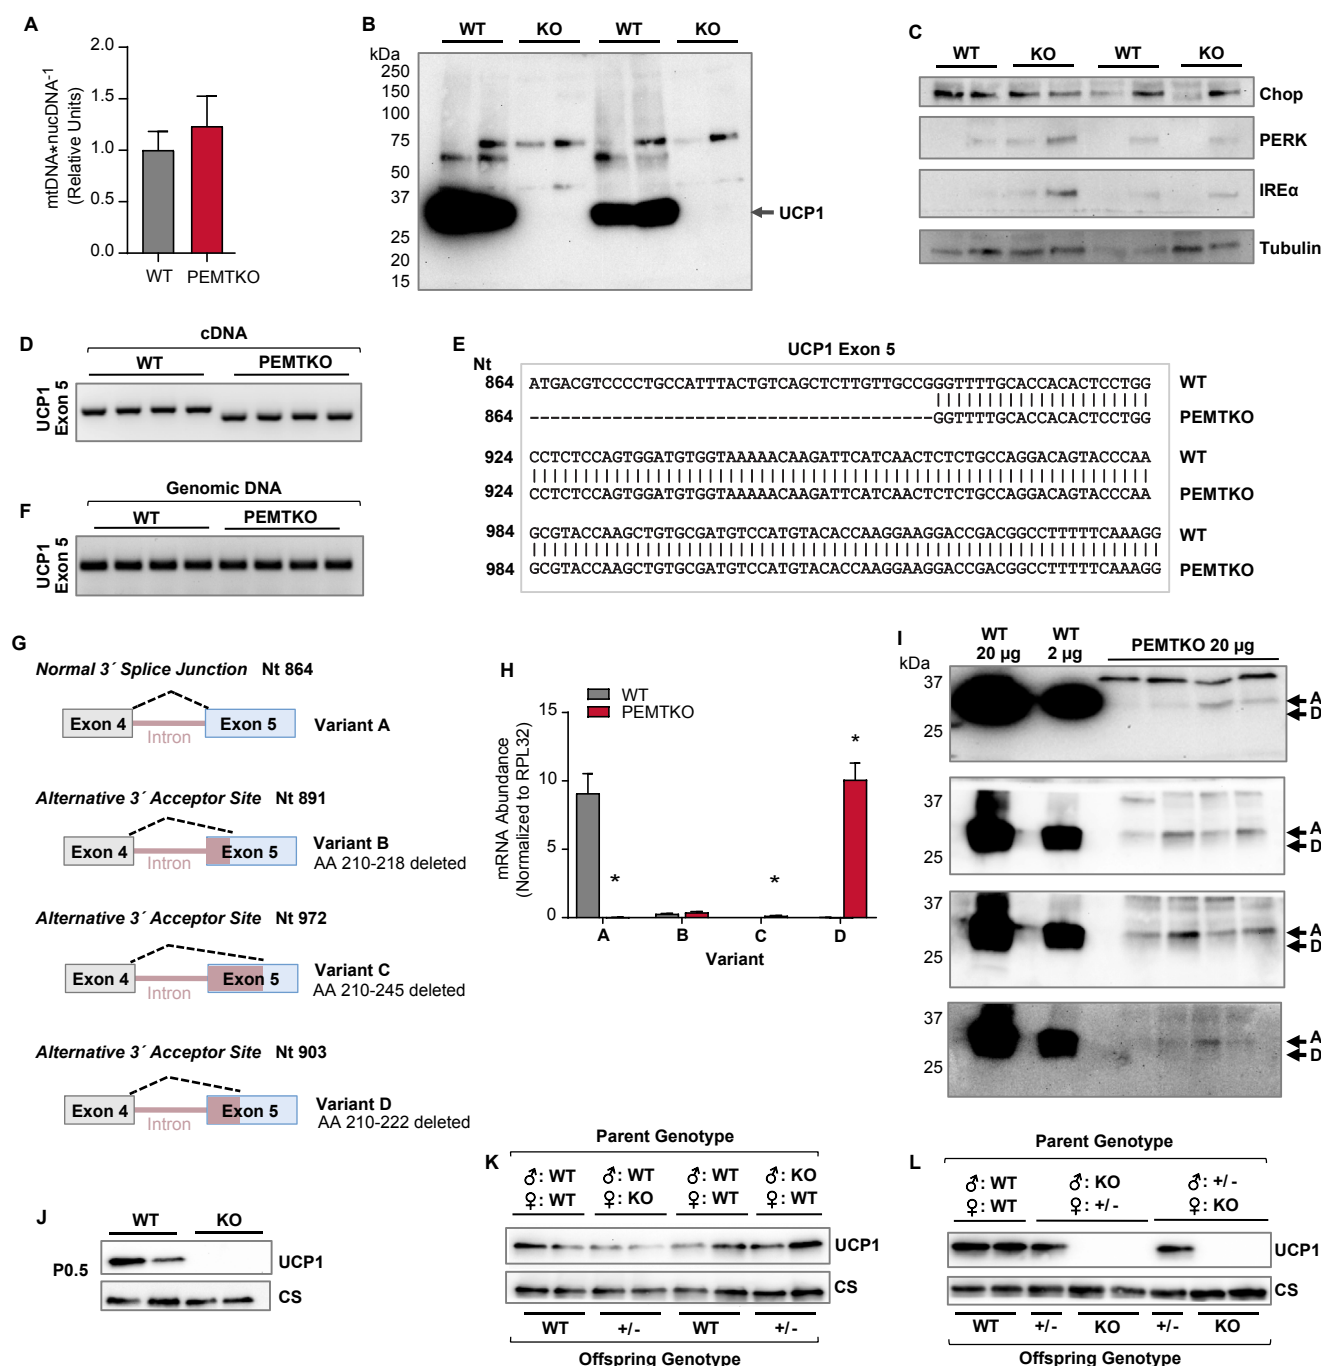 A
mtDNA*nucDNA-1
(Relative Units)
2.0
1.5
1.0
0.5
0.0
WT
PEMTKO
B
WT KO WT KO
kDa
250
150
100
75
50
37
25
20
15
UCP1
C
WT KO WT KO
Chop
PERK
IREα
Tubulin
D
cDNA
WT PEMTKO
UCP1
Exon 5
E
UCP1 Exon 5
Nt
864 ATGACGTCCCCTGCCATTTACTGTCAGCTCTTGTTGCCGGGTTTTGCACCACACTCCTGG WT
864 ---------------------------------------GGTTTTGCACCACACTCCTGG PEMTKO
924 CCTCTCCAGTGGATGTGGTAAAAACAAGATTCATCAACTCTCTGCCAGGACAGTACCCAA WT
924 CCTCTCCAGTGGATGTGGTAAAAACAAGATTCATCAACTCTCTGCCAGGACAGTACCCAA PEMTKO
984 GCGTACCAAGCTGTGCGATGTCCATGTACACCAAGGAAGGACCGACGGCCTTTTTCAAAGG WT
984 GCGTACCAAGCTGTGCGATGTCCATGTACACCAAGGAAGGACCGACGGCCTTTTTCAAAGG PEMTKO
F
Genomic DNA
WT PEMTKO
UCP1
Exon 5
G
Normal 3´ Splice Junction Nt 864
Exon 4 Exon 5
Intron
Variant A
Alternative 3´ Acceptor Site Nt 891
Exon 4 Exon 5
Intron
Variant B
AA 210-218 deleted
Alternative 3´ Acceptor Site Nt 972
Exon 4 Exon 5
Intron
Variant C
AA 210-245 deleted
Alternative 3´ Acceptor Site Nt 903
Exon 4 Exon 5
Intron
Variant D
AA 210-222 deleted
H
WT
PEMTKO
mRNA Abundance
(Normalized to RPL32)
15
10
5
0
* * *
A B C D
Variant
I
WT WT
20 µg 2 µg PEMTKO 20 µg
kDa
37
25
A
D
37
25
A
D
37
25
A
D
37
25
A
D
J
WT KO
P0.5
UCP1
CS
K
Parent Genotype
♂: WT ♂: WT ♂: WT ♂: KO
♀: WT ♀: KO ♀: WT ♀: WT
UCP1
CS
WT +/- WT +/-
Offspring Genotype
L
Parent Genotype
♂: WT ♂: KO ♂: +/-
♀: WT ♀: +/- ♀: KO
UCP1
CS
WT +/- KO +/- KO
Offspring Genotype